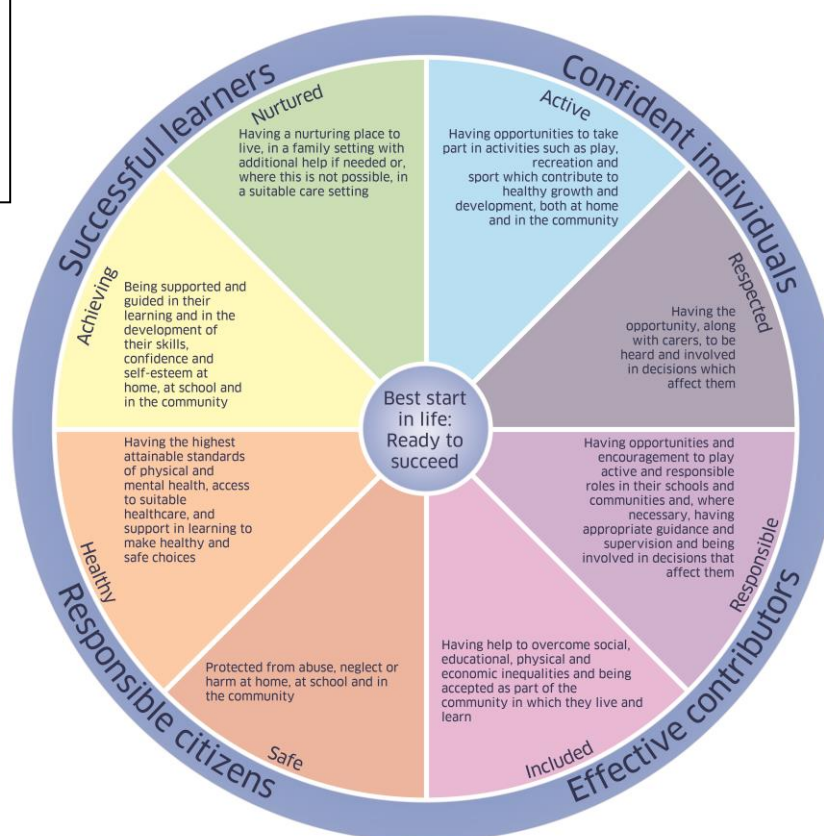 Successful learners
Confident individuals
Nurtured
Having a nurturing place to
live, in a family setting with
additional help if needed or,
where this is not possible, in
a suitable care setting
Active
Having opportunities to take
part in activities such as play,
recreation and
sport which contribute to
healthy growth and
development, both at home
and in the community
Achieving
Being supported and
guided in their
learning and in the
development of
their skills,
confidence and
self-esteem at
home, at school and
in the community
Respected
Having the
opportunity, along
with carers, to be
heard and involved
in decisions which
affect them
Best start
in life:
Ready to
succeed
Healthy
Having the highest
attainable standards
of physical and
mental health, access
to suitable
healthcare, and
support in learning to
make healthy and
safe choices
Responsible
Having opportunities and
encouragement to play
active and responsible
roles in their schools and
communities and, where
necessary, having
appropriate guidance and
supervision and being
involved in decisions that
affect them
Protected from abuse, neglect or
harm at home, at school and in
the community
Safe
Having help to overcome social,
educational, physical and
economic inequalities and being
accepted as part of the
community in which they live and
learn
Included
Responsible citizens
Effective contributors